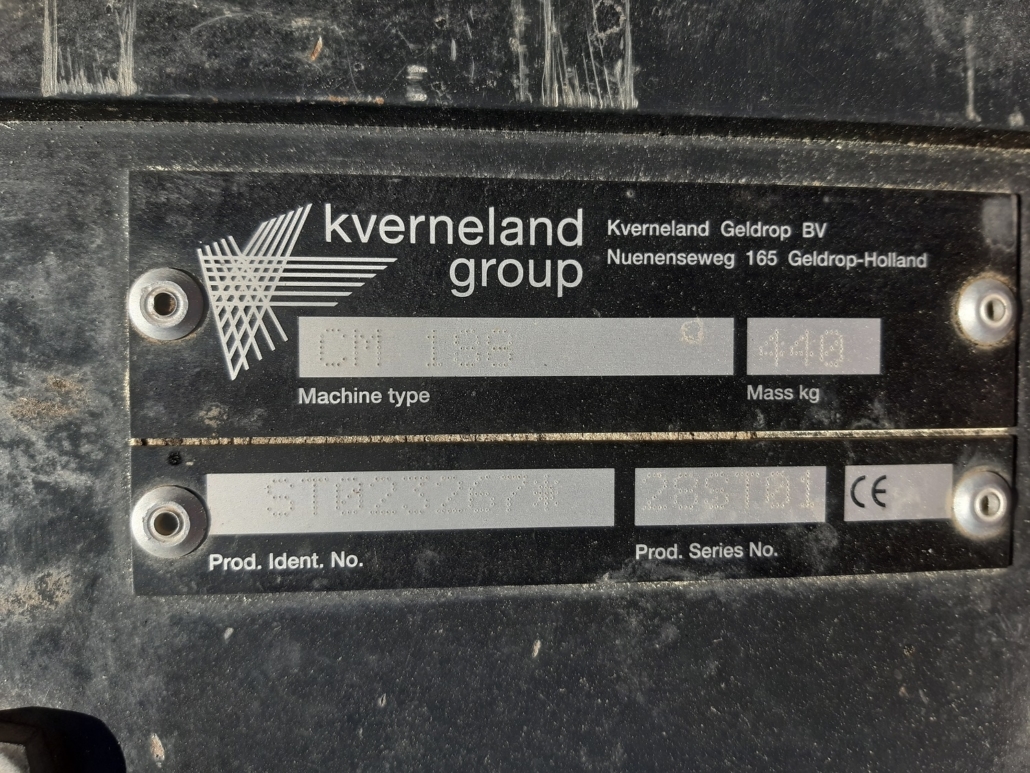 kverneland
group
Kverneland Geldrop BV
Nuenenseweg 165 Geldrop-Holland
CM 188
440
Machine type
Mass kg
28ST01
CE
Prod. Ident. No.
Prod. Series No.